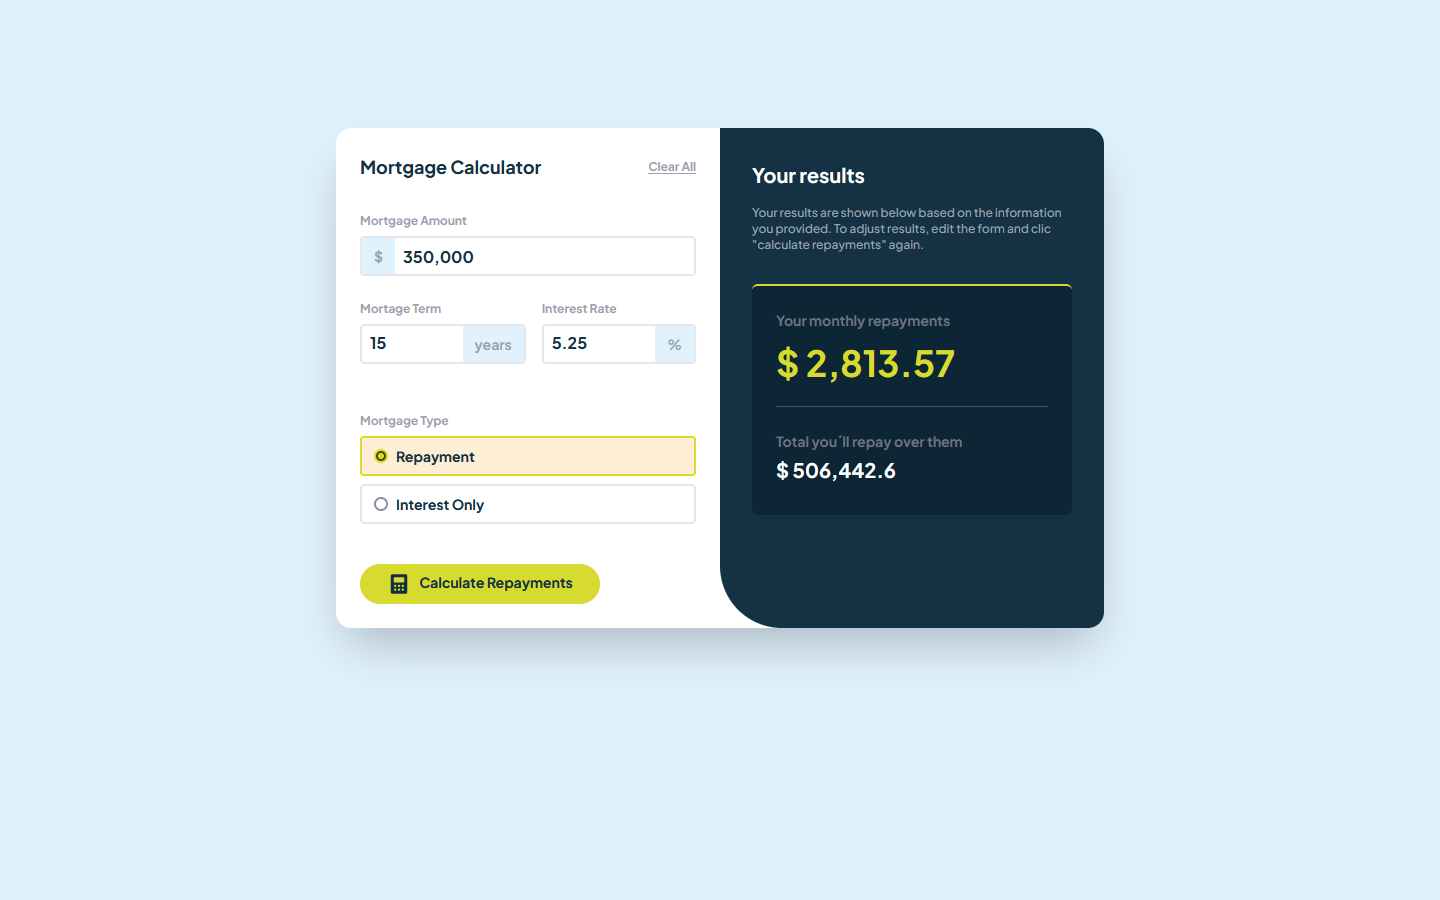 Mortgage Calculator
Clear All
Mortgage Amount
$ 350,000
Mortage Term
15 years
Interest Rate
5.25 %
Mortgage Type
Repayment
Interest Only
Calculate Repayments
Your results
Your results are shown below based on the information
you provided. To adjust results, edit the form and clic
"calculate repayments" again.
Your monthly repayments
$ 2,813.57
Total you´ll repay over them
$ 506,442.6